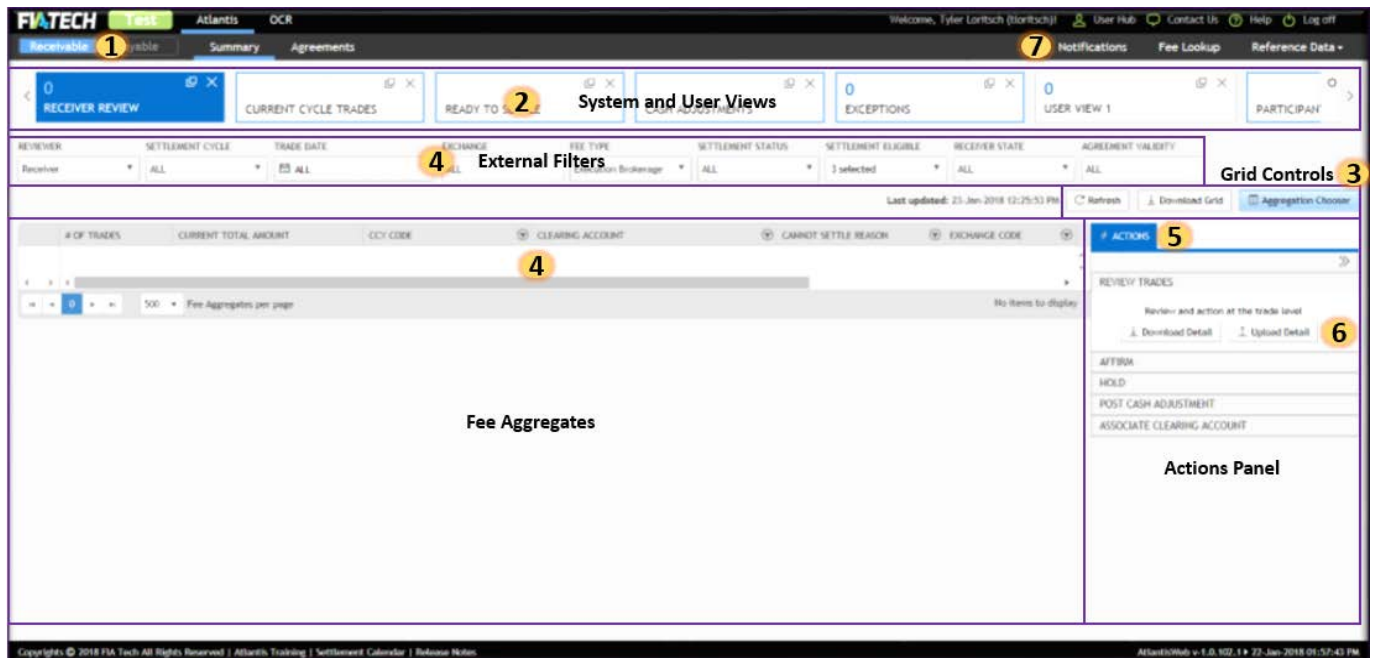 FIATECH Test Atlantis OCR Welcome, Tyler Loritsch (tloritsch)! User Hub Contact Us Help Log off
Receivable 1 yable Summary Agreements 7 Notifications Fee Lookup Reference Data
0 0 0
RECEIVER REVIEW CURRENT CYCLE TRADES READY TO 2 System and User Views EXCEPTIONS USER VIEW 1 PARTICIPAN
CASH ADJUSTMENTS
REVIEWER SETTLEMENT CYCLE TRADE DATE EXCHANGE FEE TYPE SETTLEMENT STATUS SETTLEMENT ELIGIBLE RECEIVER STATE AGREEMENT VALIDITY
4 External Filters
Receiver ALL ALL ALL Execution Brokerage ALL 3 selected ALL ALL
Grid Controls 3
Last updated: 23-Jan-2018 12:25:53 PM Refresh Download Grid Aggregation Chooser
# OF TRADES CURRENT TOTAL AMOUNT CCY CODE CLEARING ACCOUNT CANNOT SETTLE REASON EXCHANGE CODE
4
0 500 Fee Aggregates per page No items to display
Fee Aggregates
ACTIONS 5
REVIEW TRADES
Review and action at the trade level
Download Detail Upload Detail 6
AFFIRM
HOLD
POST CASH ADJUSTMENT
ASSOCIATE CLEARING ACCOUNT
Actions Panel
Copyrights © 2018 FIA Tech All Rights Reserved | Atlantis Training | Settlement Calendar | Release Notes AtlantisWeb v-1.0.102.1 22-Jan-2018 01:57:43 PM